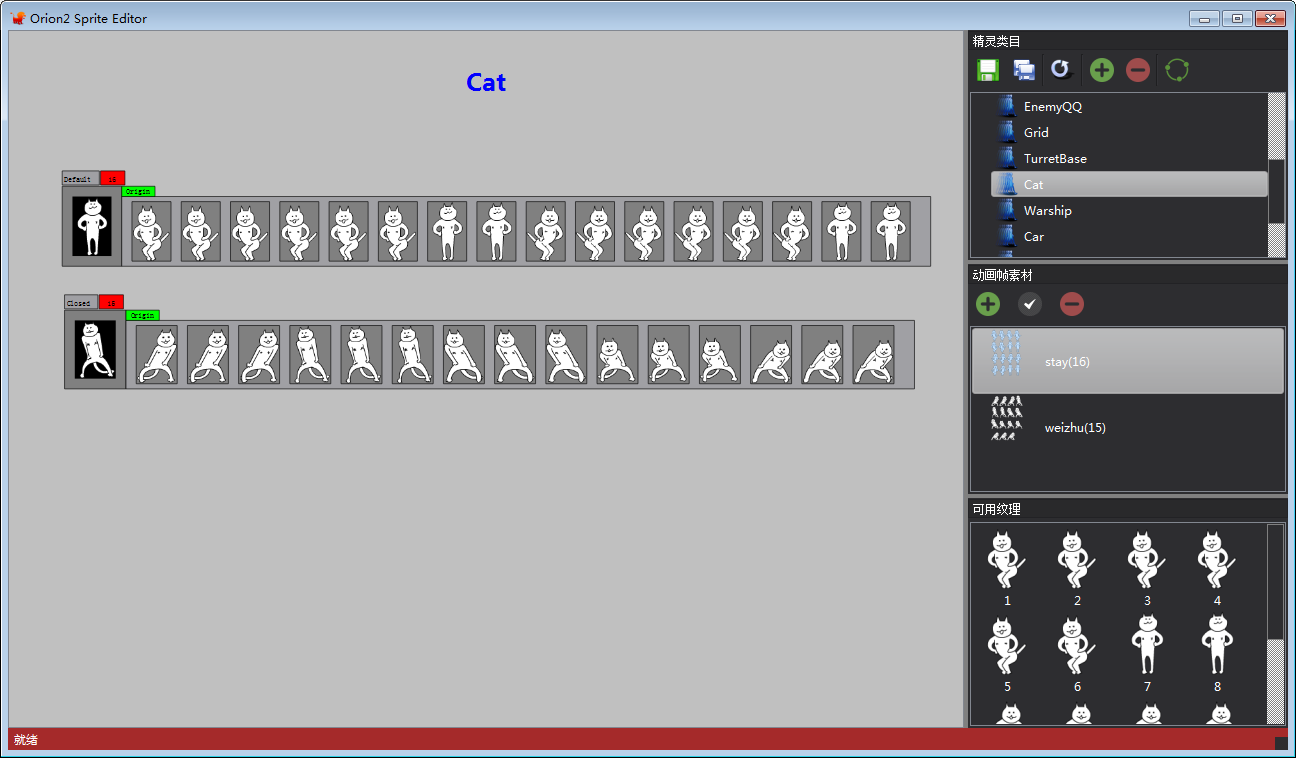 Orion2 Sprite Editor
Cat
Default 16
Origin
Closed 15
Origin
精灵类目
EnemyQQ
Grid
TurretBase
Cat
Warship
Car
动画帧素材
stay(16)
weizhu(15)
可用纹理
1 2 3 4
5 6 7 8
就绪